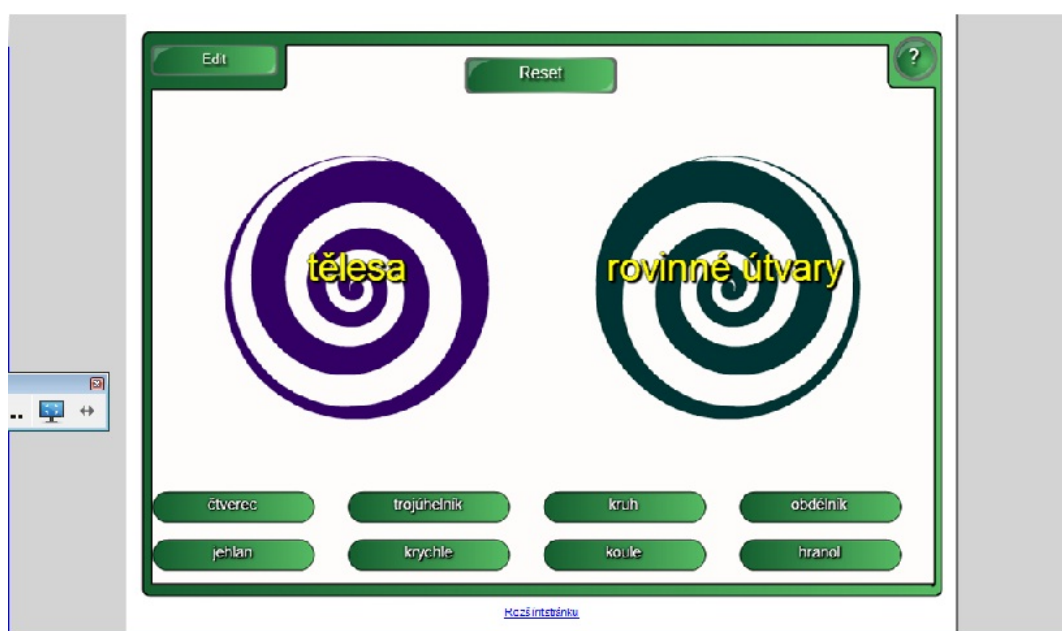 Edit
Reset
?
tělesa
rovinné útvary
čtverec
trojúhelník
kruh
obdélník
jehlan
krychle
koule
hranol